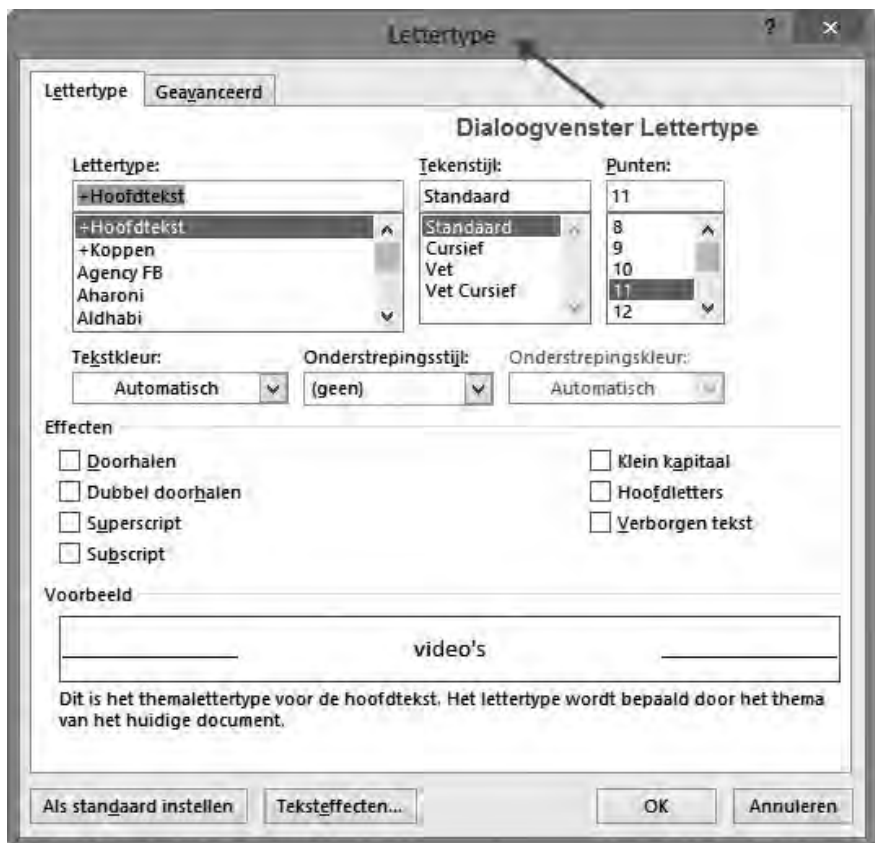 Lettertype ? ×
Lettertype Geavanceerd
Dialoogvenster Lettertype
Lettertype: Tekenstijl: Punten:
+Hoofdtekst Standaard 11
+Hoofdtekst Standaard 8
+Koppen Cursief 9
Agency FB Vet 10
Aharoni Vet Cursief 11
Aldhabi 12
Tekstkleur: Onderstrepingsstijl: Onderstrepingskleur:
Automatisch (geen) Automatisch
Effecten
Doorhalen Klein kapitaal
Dubbel doorhalen Hoofdletters
Superscript Verborgen tekst
Subscript
Voorbeeld
video's
Dit is het themalettertype voor de hoofdtekst. Het lettertype wordt bepaald door het thema
van het huidige document.
Als standaard instellen Teksteffecten... OK Annuleren